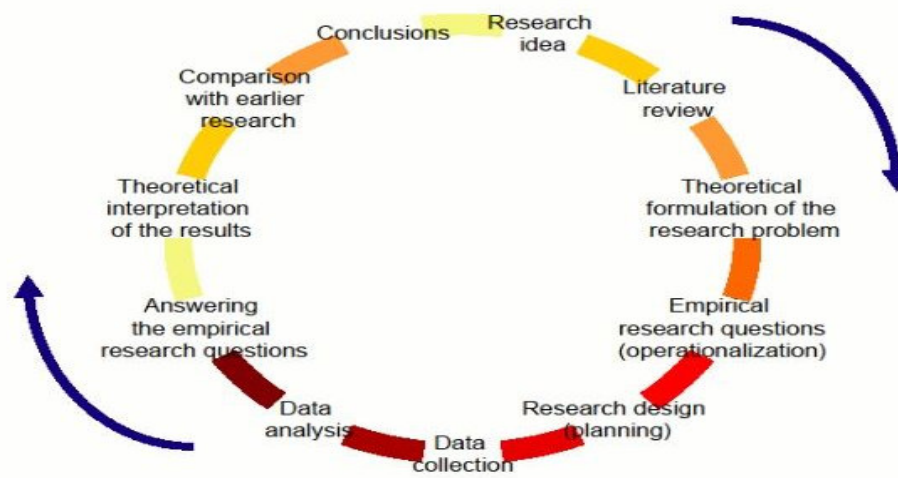 Research
idea
Literature
review
Theoretical
formulation of the
research problem
Empirical
research questions
(operationalization)
Research design
(planning)
Data
collection
Data
analysis
Answering
the empirical
research questions
Theoretical
interpretation
of the results
Comparison
with earlier
research
Conclusions